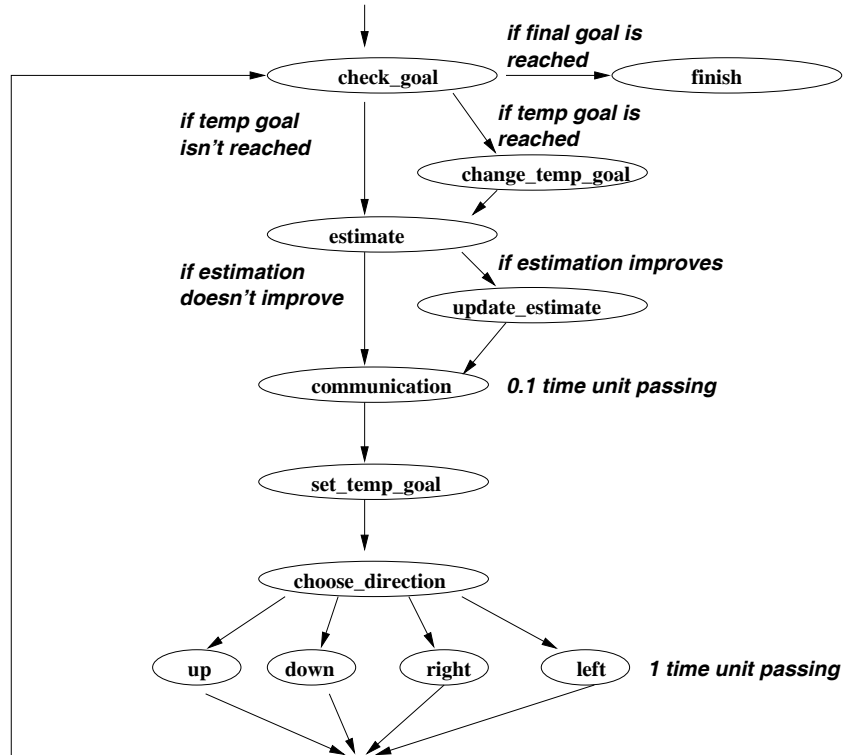 if final goal is
reached
check_goal
finish
if temp goal
isn't reached
if temp goal is
reached
change_temp_goal
estimate
if estimation
doesn't improve
if estimation improves
update_estimate
communication
0.1 time unit passing
set_temp_goal
choose_direction
up
down
right
left
1 time unit passing